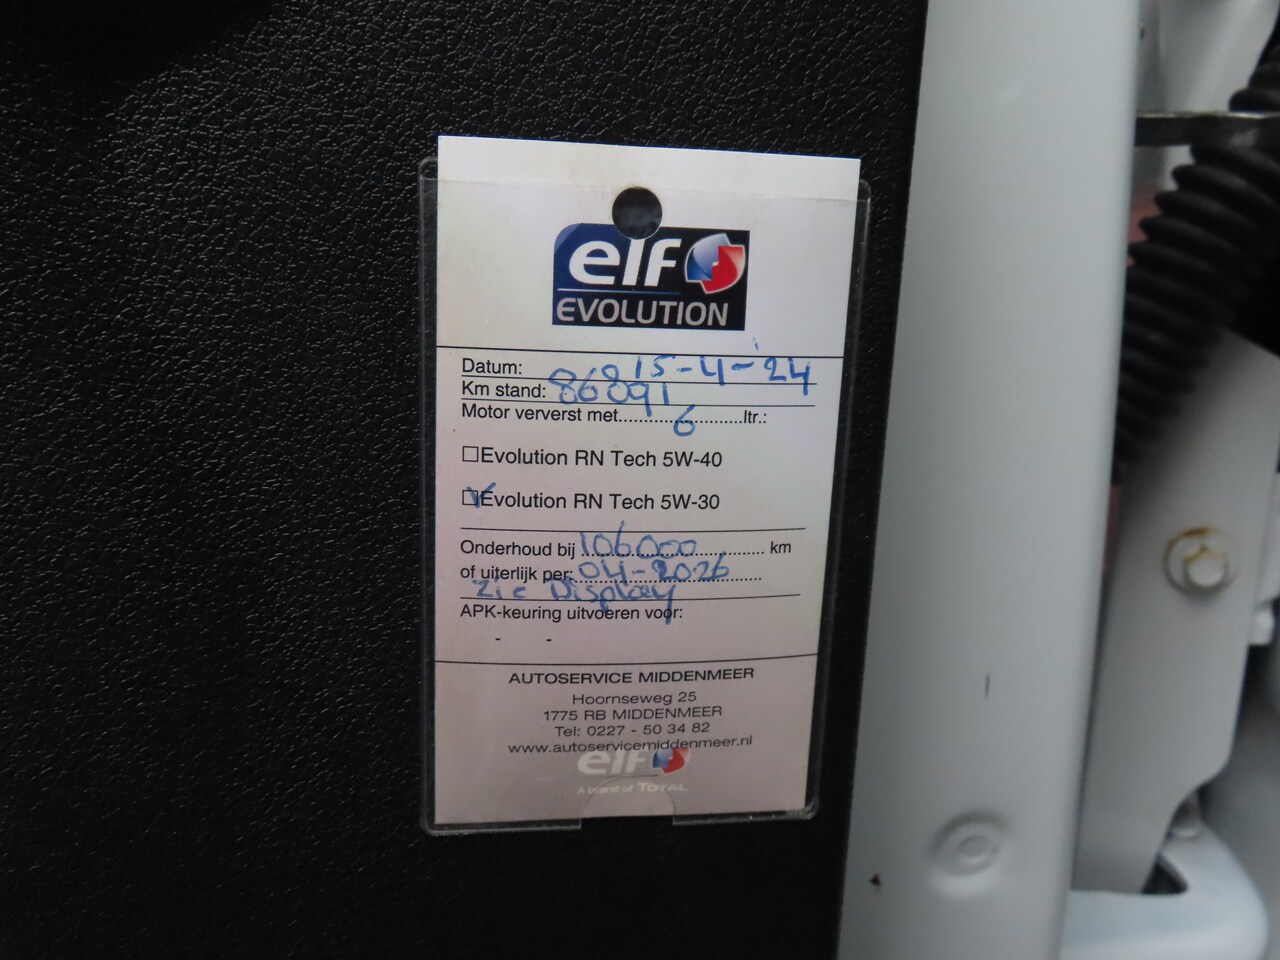 elf
EVOLUTION
Datum: 15-4-'24
Km stand: 86891
Motor ververst met......6............ltr.:
☐Evolution RN Tech 5W-40
☑Evolution RN Tech 5W-30
Onderhoud bij 106000............ km
of uiterlijk per: 04-2026
zie Display
APK-keuring uitvoeren voor:
- -
AUTOSERVICE MIDDENMEER
Hoornseweg 25
1775 RB MIDDENMEER
Tel: 0227 - 50 34 82
www.autoservicemiddenmeer.nl
elf
A brand of TOTAL